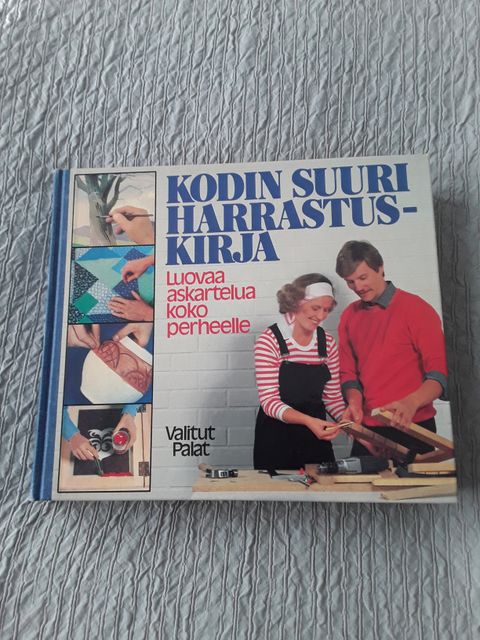 KODIN SUURI
HARRASTUS-
KIRJA
Luovaa
askartelua
koko
perheelle
Valitut
Palat